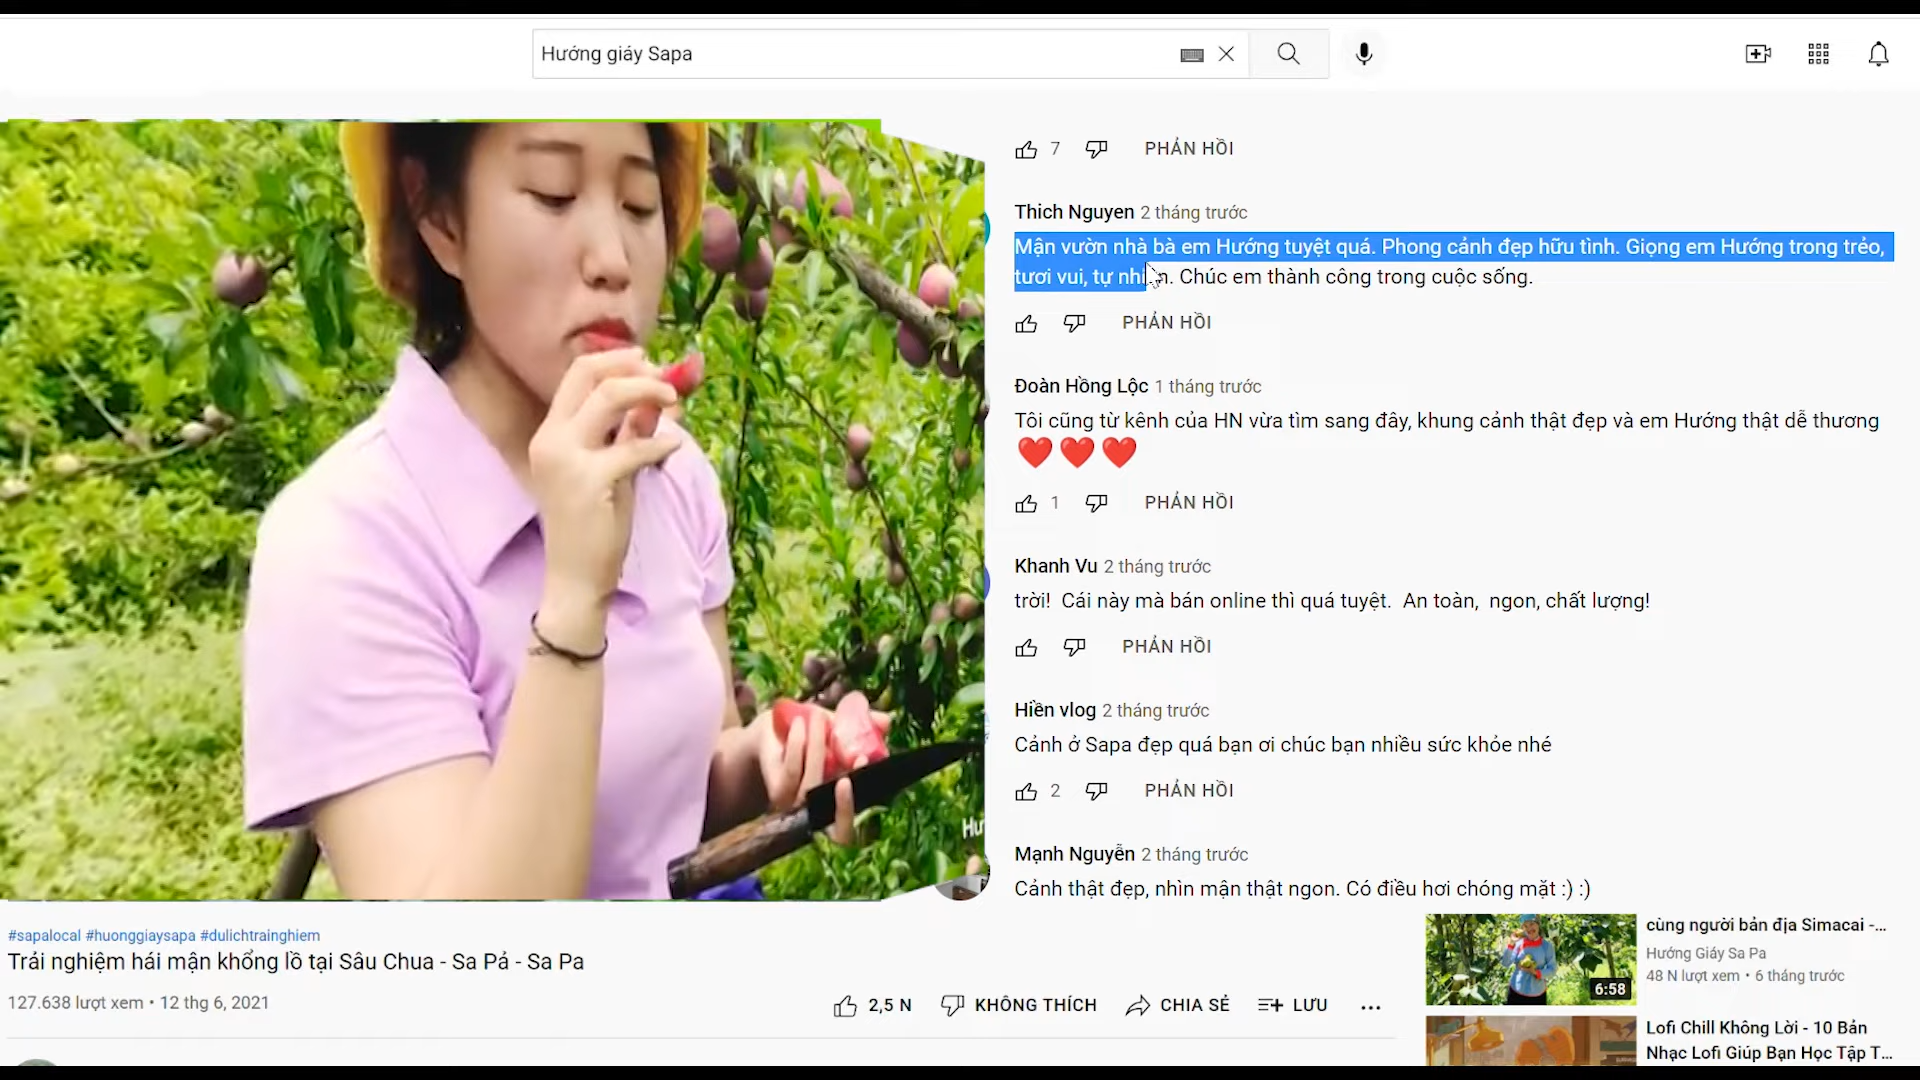 Hướng giáy Sapa
7 PHẢN HỒI
Thich Nguyen 2 tháng trước
Mận vườn nhà bà em Hướng tuyệt quá. Phong cảnh đẹp hữu tình. Giọng em Hướng trong trẻo,
tươi vui, tự nhiên. Chúc em thành công trong cuộc sống.
PHẢN HỒI
Đoàn Hồng Lộc 1 tháng trước
Tôi cũng từ kênh của HN vừa tìm sang đây, khung cảnh thật đẹp và em Hướng thật dễ thương
❤️❤️❤️
1 PHẢN HỒI
Khanh Vu 2 tháng trước
trời! Cái này mà bán online thì quá tuyệt. An toàn, ngon, chất lượng!
PHẢN HỒI
Hiền vlog 2 tháng trước
Cảnh ở Sapa đẹp quá bạn ơi chúc bạn nhiều sức khỏe nhé
2 PHẢN HỒI
Mạnh Nguyễn 2 tháng trước
Cảnh thật đẹp, nhìn mận thật ngon. Có điều hơi chóng mặt :) :)
#sapalocal #huonggiaysapa #dulichtrainghiem
Trải nghiệm hái mận khổng lồ tại Sâu Chua - Sa Pả - Sa Pa
127.638 lượt xem • 12 thg 6, 2021
2,5 N KHÔNG THÍCH CHIA SẺ LƯU ...
cùng người bản địa Simacai -...
Hướng Giáy Sa Pa
48 N lượt xem • 6 tháng trước
6:58
Lofi Chill Không Lời - 10 Bản
Nhạc Lofi Giúp Bạn Học Tập T...